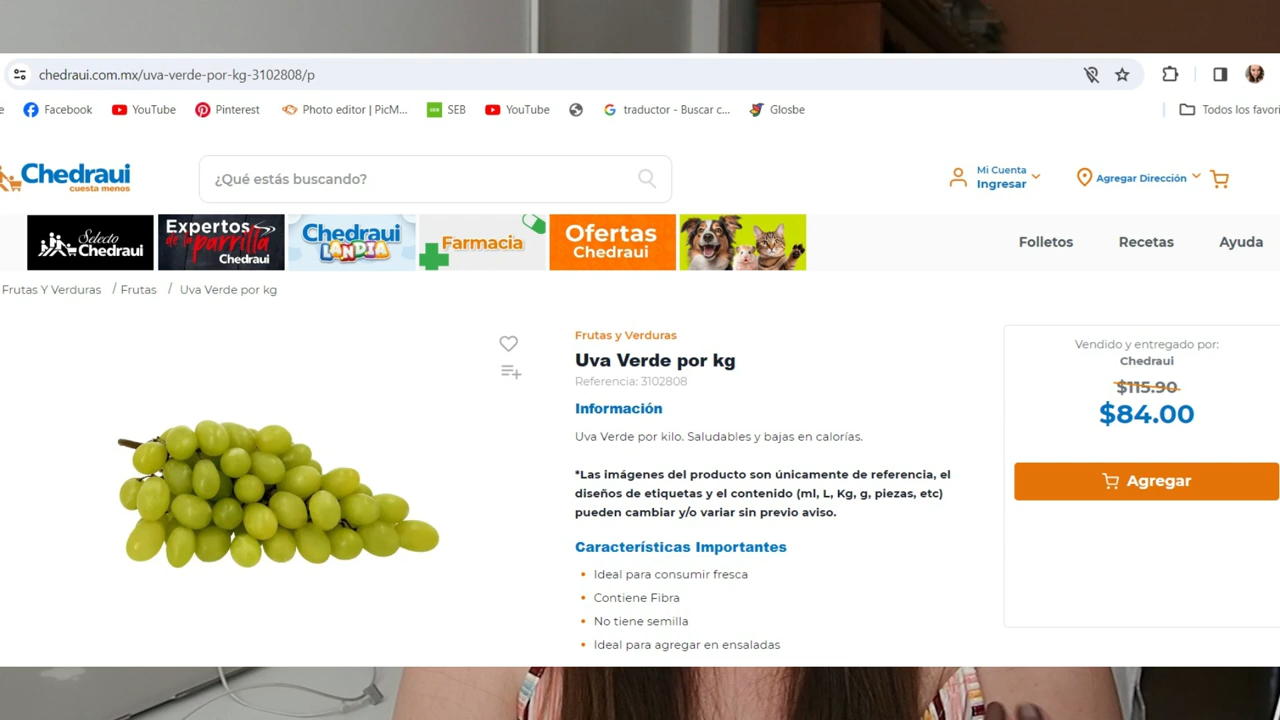 chedraui.com.mx/uva-verde-por-kg-3102808/p
Facebook
YouTube
Pinterest
Photo editor | PicM...
SEB
YouTube
traductor - Buscar c...
Glosbe
Todos los favori
Chedraui
cuesta menos
¿Qué estás buscando?
Mi Cuenta
Ingresar
Agregar Dirección
Selecto
Chedraui
Expertos
de la parrilla
Chedraui
Chedraui
LANDIA
Farmacia
Ofertas
Chedraui
Folletos
Recetas
Ayuda
Frutas Y Verduras / Frutas / Uva Verde por kg
Frutas y Verduras
Uva Verde por kg
Referencia: 3102808
Información
Uva Verde por kilo. Saludables y bajas en calorías.
*Las imágenes del producto son únicamente de referencia, el
diseños de etiquetas y el contenido (ml, L, Kg, g, piezas, etc)
pueden cambiar y/o variar sin previo aviso.
Características Importantes
Ideal para consumir fresca
Contiene Fibra
No tiene semilla
Ideal para agregar en ensaladas
Vendido y entregado por:
Chedraui
$115.90
$84.00
Agregar